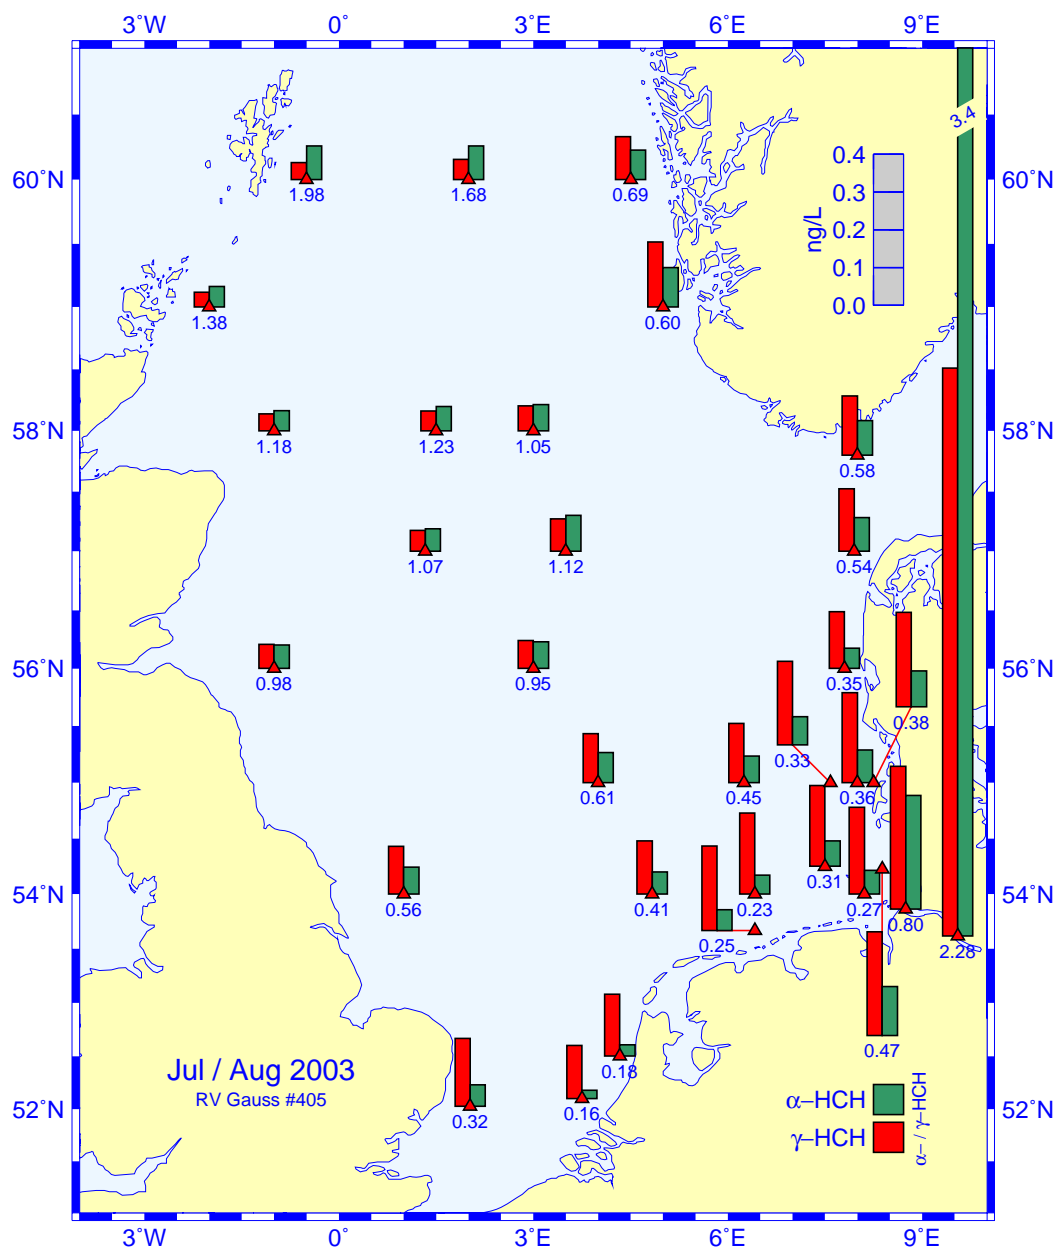 3°W 0° 3°E 6°E 9°E
3.4
0.4
60°N 0.3 60°N
1.98 1.68 0.69
ng/L
0.2
0.1
0.0
1.38 0.60
58°N 58°N
1.18 1.23 1.05
0.58
1.07 1.12 0.54
56°N 56°N
0.98 0.95 0.35
0.38
0.33
0.61 0.45 0.36
0.31
54°N 54°N
0.56 0.41 0.23 0.27
0.80
0.25 2.28
0.47
0.18
Jul / Aug 2003
RV Gauss #405
α–HCH
52°N 0.16 52°N
0.32
γ–HCH
α– / γ–HCH
3°W 0° 3°E 6°E 9°E